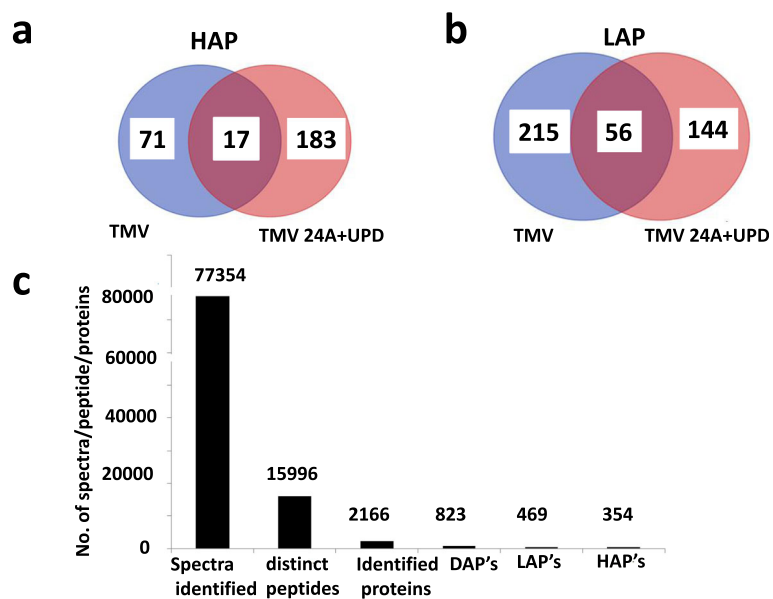 a
HAP
71
17
183
TMV
TMV 24A+UPD
b
LAP
215
56
144
TMV
TMV 24A+UPD
c
No. of spectra/peptide/proteins
80000
60000
40000
20000
0
77354
15996
2166
823
469
354
Spectra
identified
distinct
peptides
Identified
proteins
DAP's
LAP's
HAP's